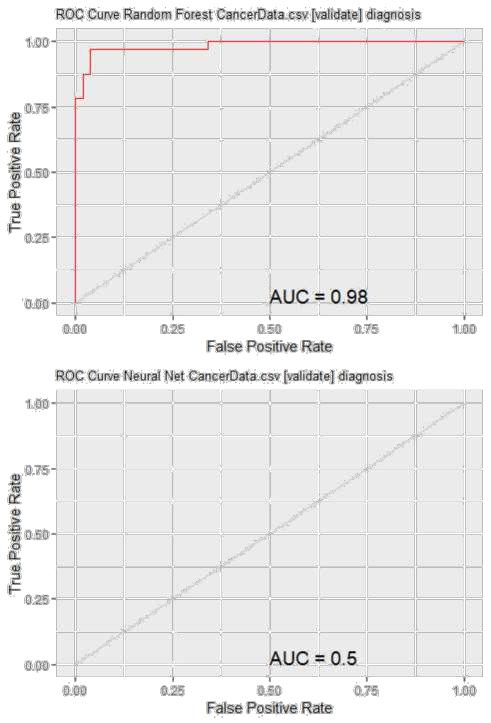 ROC Curve Random Forest CancerData.csv [validate] diagnosis
1.00
0.75
0.50
0.25
0.00
True Positive Rate
AUC = 0.98
0.00 0.25 0.50 0.75 1.00
False Positive Rate
ROC Curve Neural Net CancerData.csv [validate] diagnosis
1.00
0.75
0.50
0.25
0.00
True Positive Rate
AUC = 0.5
0.00 0.25 0.50 0.75 1.00
False Positive Rate